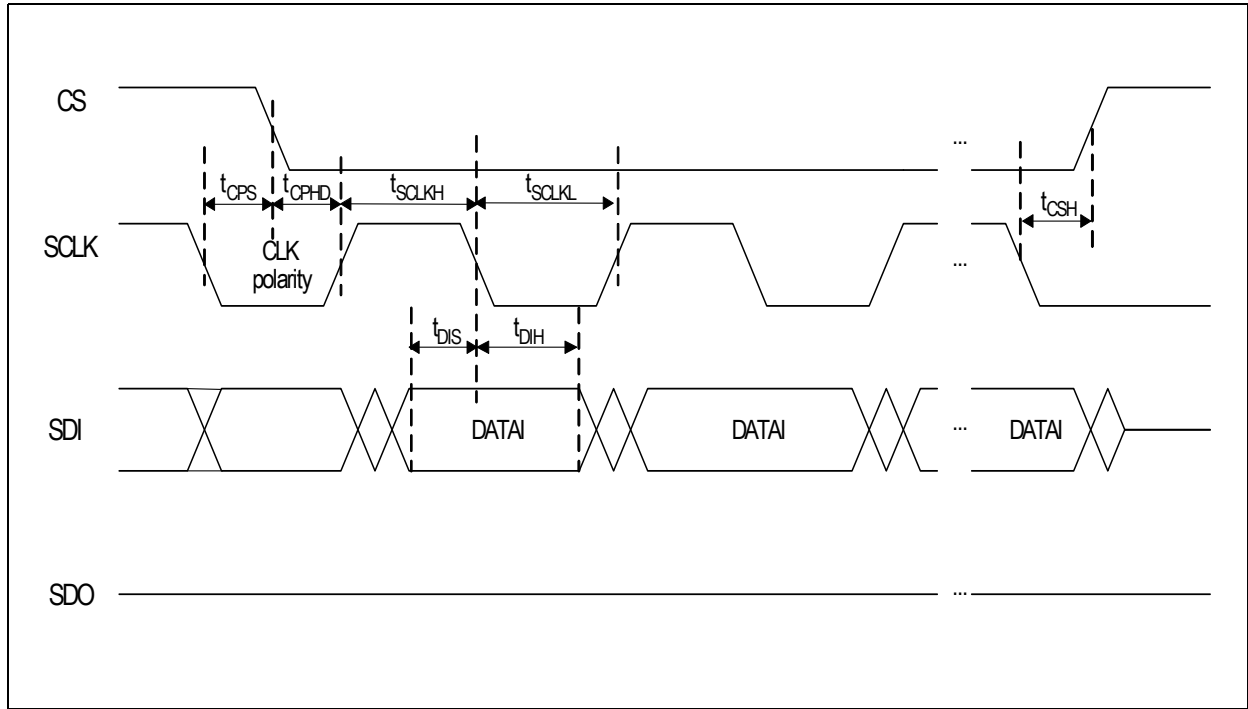 CS
...
tCPS
tCPHD
tSCLKH
tSCLKL
tCSH
SCLK
CLK
polarity
...
tDIS
tDIH
SDI
DATAI
DATAI
...
DATAI
SDO
...